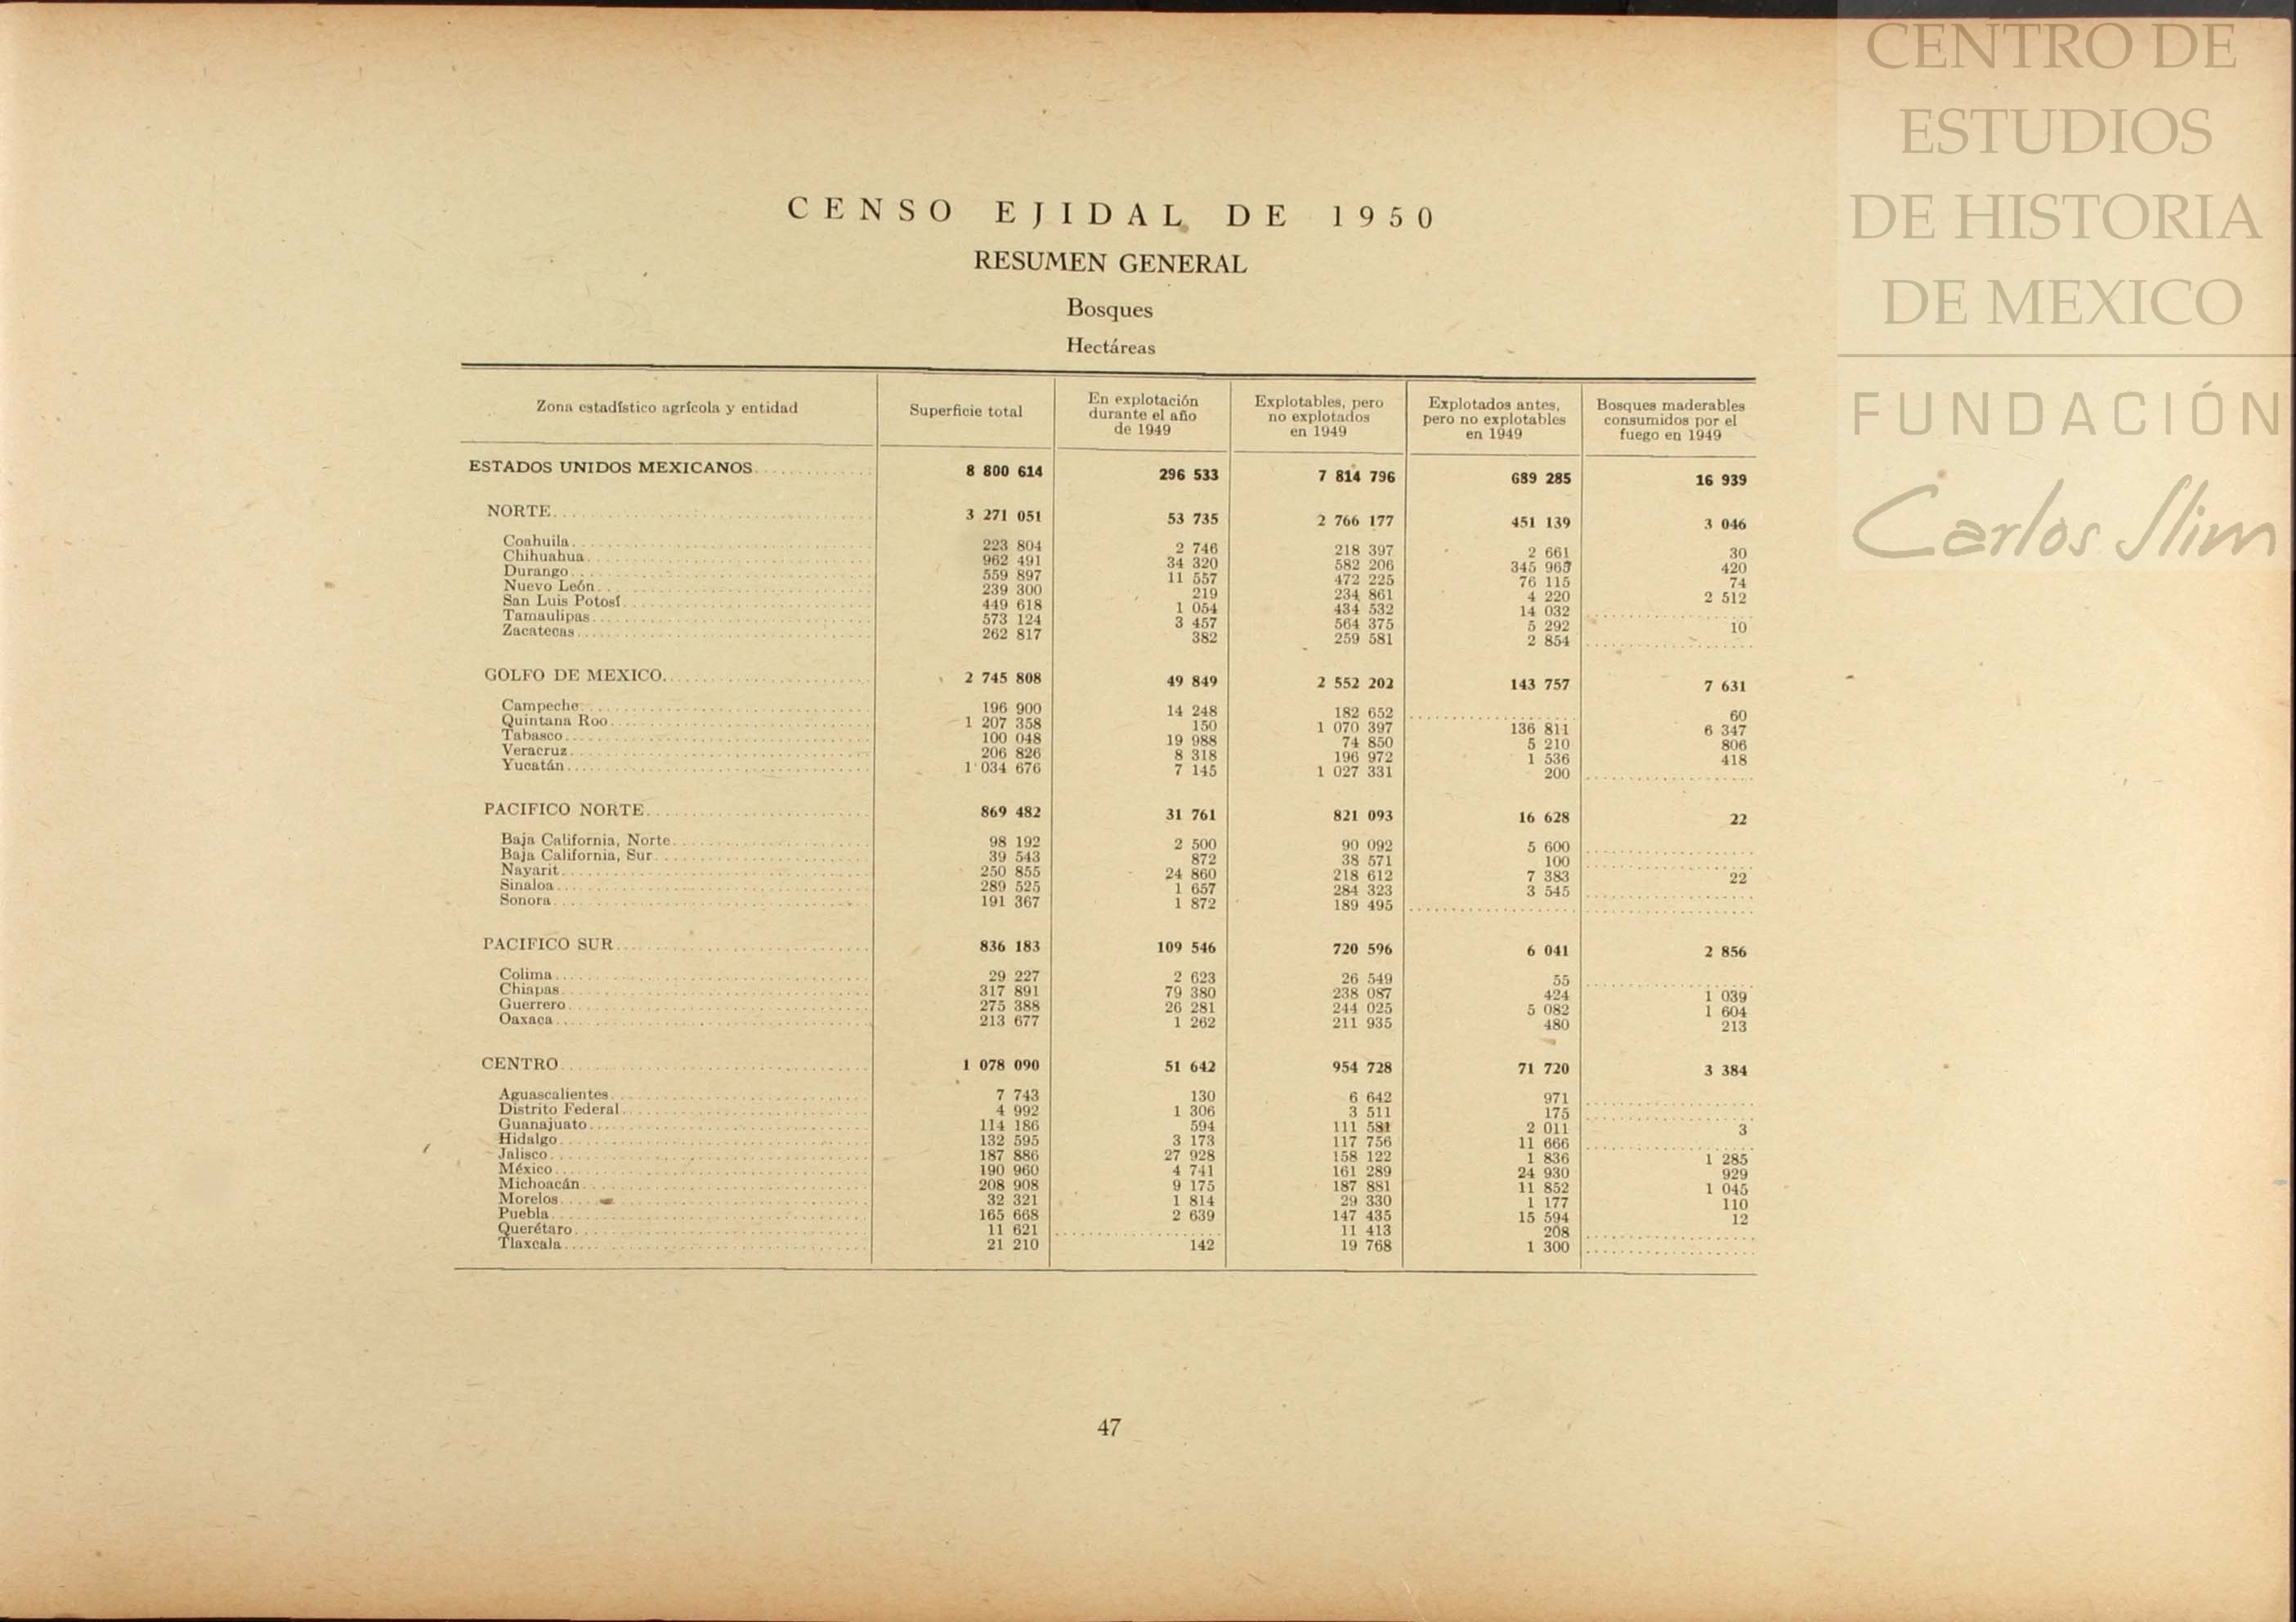 CENTRO DE
ESTUDIOS
DE HISTORIA
DE MEXICO
FUNDACIÓN
Carlos Slim
CENSO EJIDAL DE 1950
RESUMEN GENERAL
Bosques
Hectáreas
Zona estadístico agrícola y entidad | Superficie total | En explotación durante el año de 1949 | Explotables, pero no explotados en 1949 | Explotados antes, pero no explotables en 1949 | Bosques maderables consumidos por el fuego en 1949
ESTADOS UNIDOS MEXICANOS 8 800 614 296 533 7 814 796 689 285 16 939
NORTE 3 271 051 53 735 2 766 177 451 139 3 046
Coahuila 223 804 2 746 218 397 2 661 30
Chihuahua 962 491 34 320 582 206 345 965 420
Durango 559 897 11 557 472 225 76 115 74
Nuevo León 239 300 219 234 861 4 220 2 512
San Luis Potosí 449 618 1 054 434 532 14 032
Tamaulipas 573 124 3 457 564 375 5 292 10
Zacatecas 262 817 382 259 581 2 854
GOLFO DE MEXICO 2 745 808 49 849 2 552 202 143 757 7 631
Campeche 196 900 14 248 182 652 60
Quintana Roo 1 207 358 150 1 070 397 136 811 6 347
Tabasco 100 048 19 988 74 850 5 210 806
Veracruz 206 826 8 318 196 972 1 536 418
Yucatán 1 034 676 7 145 1 027 331 200
PACIFICO NORTE 869 482 31 761 821 093 16 628 22
Baja California, Norte 98 192 2 500 90 092 5 600
Baja California, Sur 39 543 872 38 571 100
Nayarit 250 855 24 860 218 612 7 383 22
Sinaloa 289 525 1 657 284 323 3 545
Sonora 191 367 1 872 189 495
PACIFICO SUR 836 183 109 546 720 596 6 041 2 856
Colima 29 227 2 623 26 549 55
Chiapas 317 891 79 380 238 087 424 1 039
Guerrero 275 388 26 281 244 025 5 082 1 604
Oaxaca 213 677 1 262 211 935 480 213
CENTRO 1 078 090 51 642 954 728 71 720 3 384
Aguascalientes 7 743 130 6 642 971
Distrito Federal 4 992 1 306 3 511 175
Guanajuato 114 186 594 111 581 2 011 3
Hidalgo 132 595 3 173 117 756 11 666
Jalisco 187 886 27 928 158 122 1 836 1 285
México 190 960 4 741 161 289 24 930 929
Michoacán 208 908 9 175 187 881 11 852 1 045
Morelos 32 321 1 814 29 330 1 177 110
Puebla 165 668 2 639 147 435 15 594 12
Querétaro 11 621 11 413 208
Tlaxcala 21 210 142 19 768 1 300
47